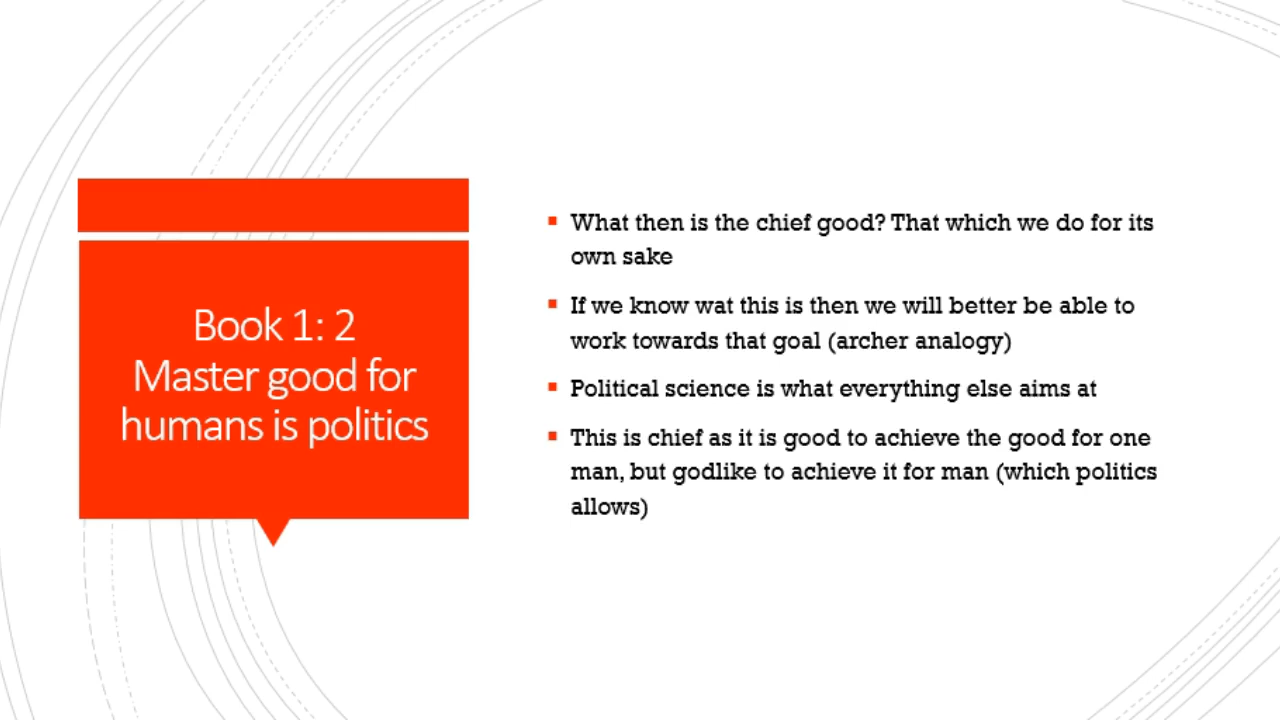 Book 1: 2
Master good for
humans is politics
What then is the chief good? That which we do for its
own sake
If we know wat this is then we will better be able to
work towards that goal (archer analogy)
Political science is what everything else aims at
This is chief as it is good to achieve the good for one
man, but godlike to achieve it for man (which politics
allows)